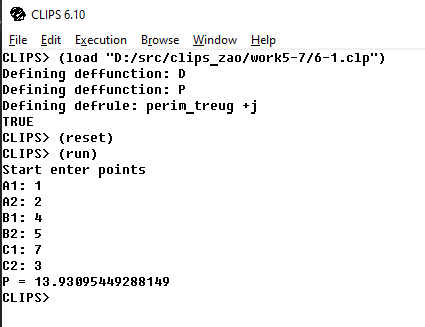 CLIPS 6.10
File Edit Execution Browse Window Help
CLIPS> (load "D:/src/clips_zao/work5-7/6-1.clp")
Defining deffunction: D
Defining deffunction: P
Defining defrule: perim_treug +j
TRUE
CLIPS> (reset)
CLIPS> (run)
Start enter points
A1: 1
A2: 2
B1: 4
B2: 5
C1: 7
C2: 3
P = 13.93095449288149
CLIPS>